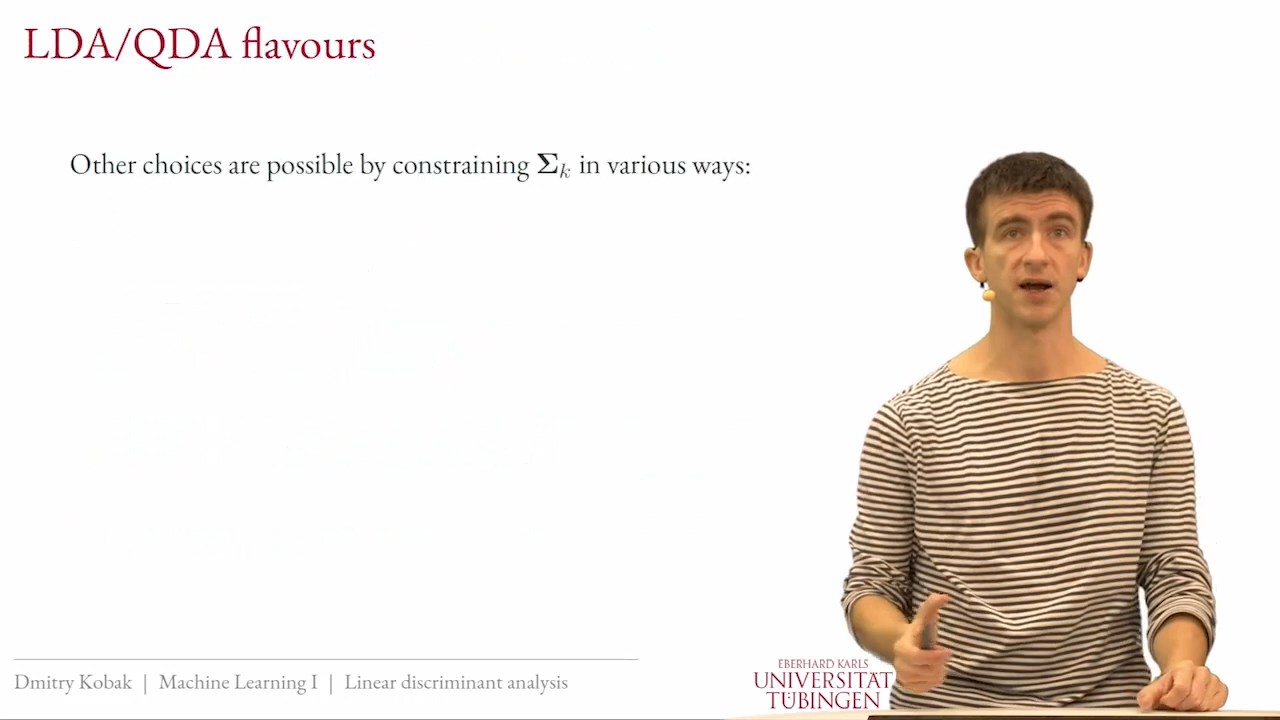 LDA/QDA flavours
Other choices are possible by constraining Σₖ in various ways:
Dmitry Kobak | Machine Learning I | Linear discriminant analysis
EBERHARD KARLS
UNIVERSITÄT
TÜBINGEN